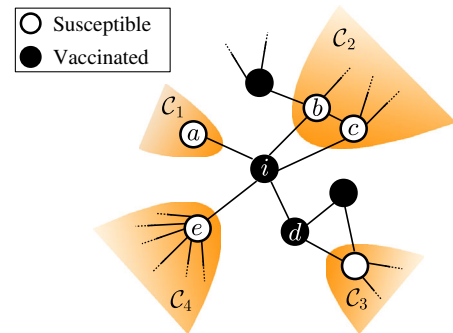 Susceptible
Vaccinated
C₂
C₁
b
c
a
i
e
d
C₄
C₃